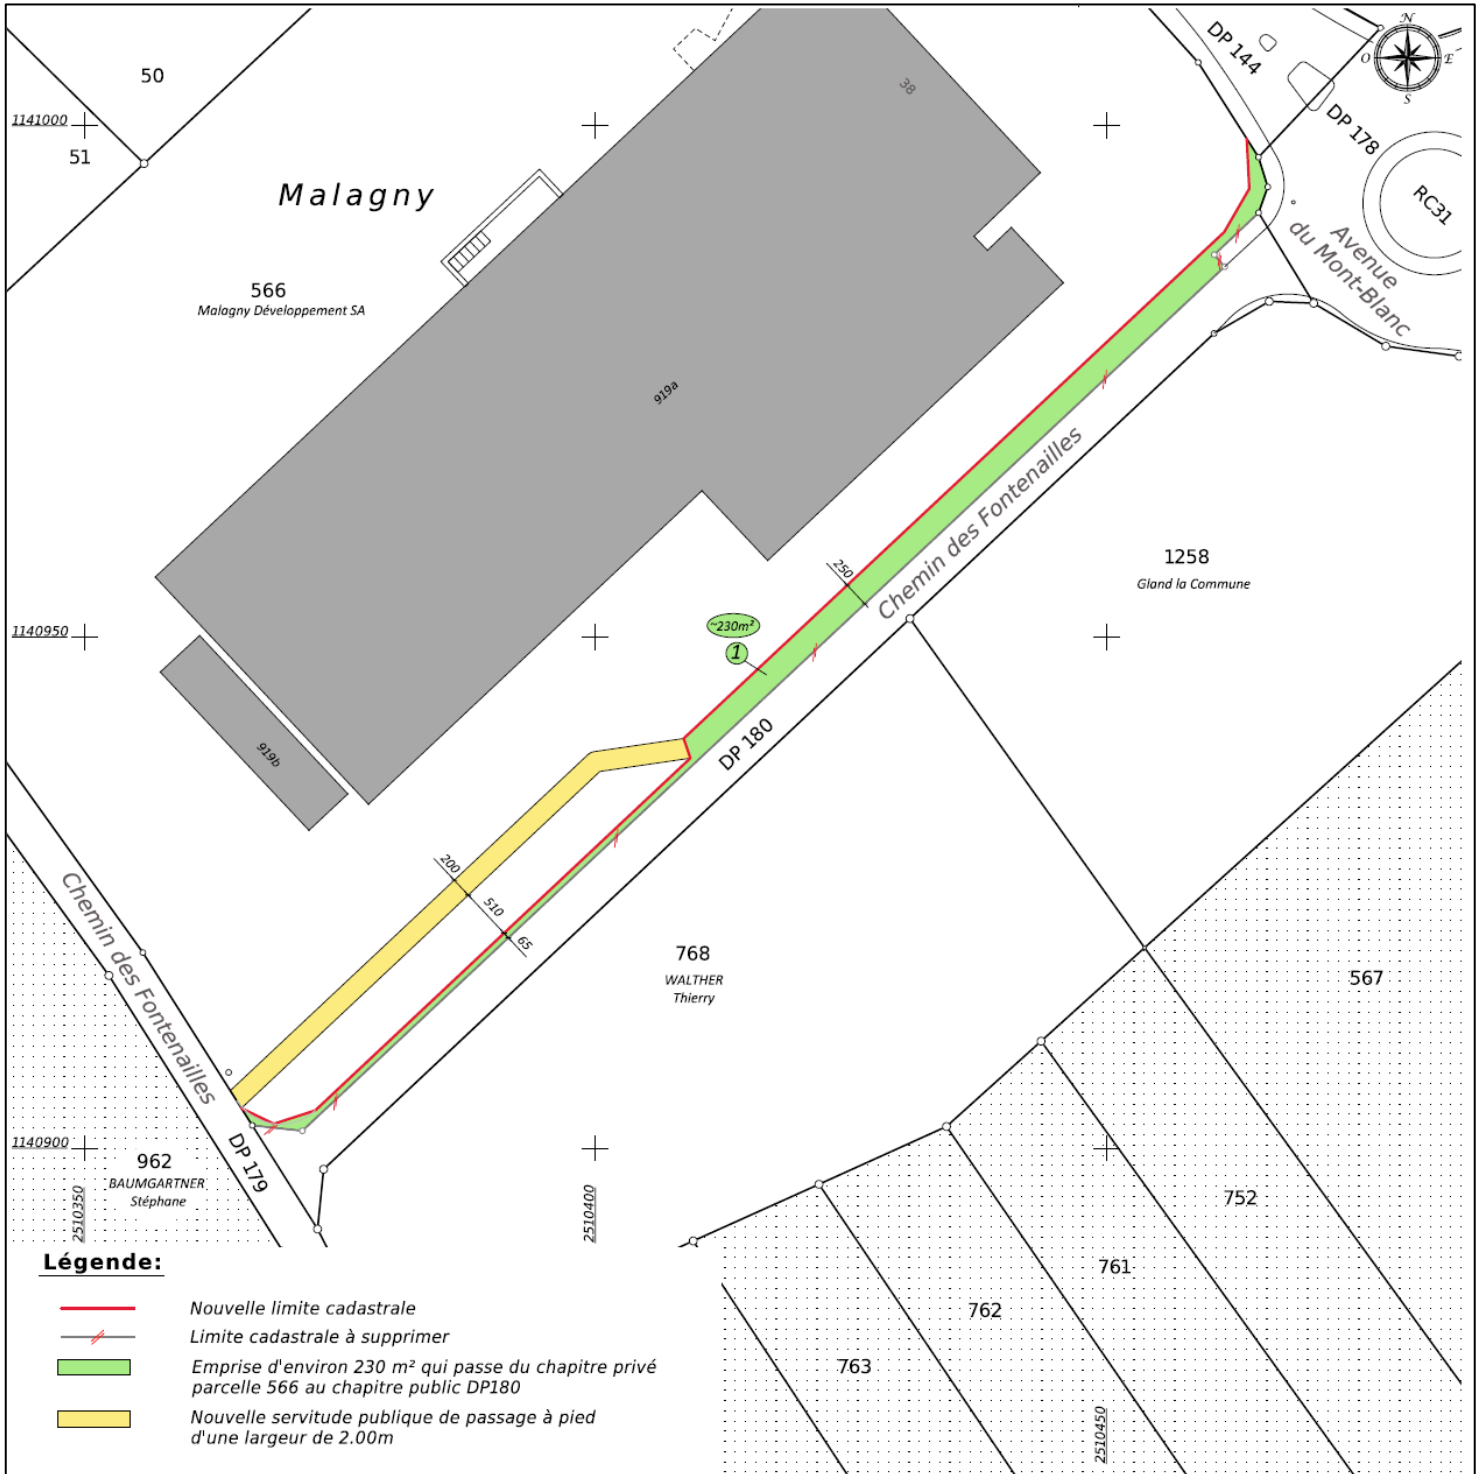 50
38
DP 144
N
O
E
S
1141000
51
DP 178
Malagny
RC31
Avenue
du Mont-Blanc
566
Malagny Développement SA
919a
Chemin des Fontenailles
1258
Gland la Commune
250
1140950
~230m²
1
DP 180
919b
200
510
65
Chemin des Fontenailles
768
WALTHER
Thierry
567
1140900
DP 179
962
BAUMGARTNER
Stéphane
2510350
2510400
752
761
762
763
2510450
Légende:
Nouvelle limite cadastrale
Limite cadastrale à supprimer
Emprise d'environ 230 m² qui passe du chapitre privé
parcelle 566 au chapitre public DP180
Nouvelle servitude publique de passage à pied
d'une largeur de 2.00m